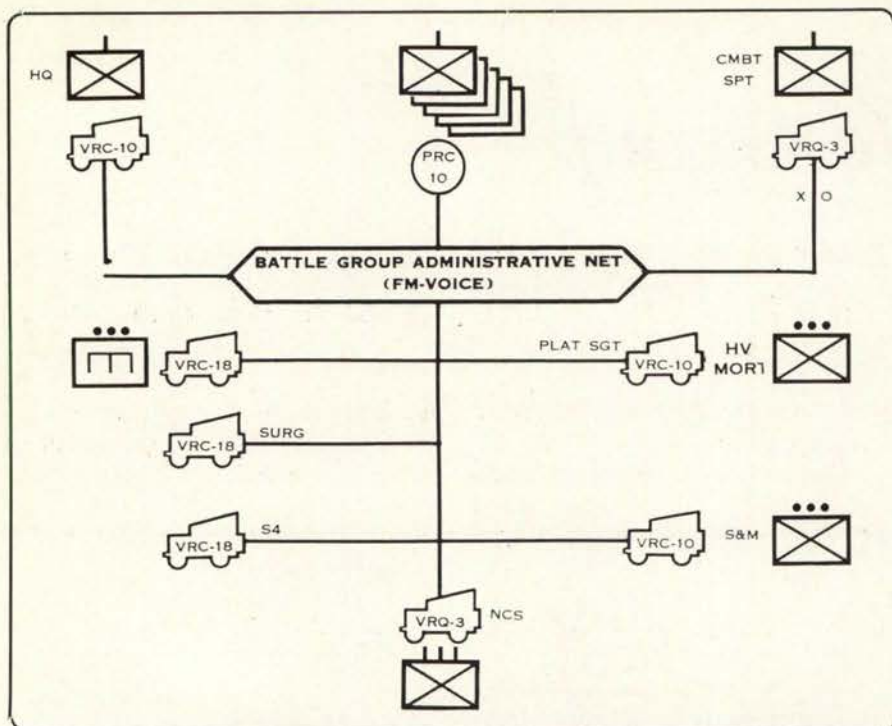 HQ
VRC-10
PRC
10
CMBT
SPT
VRQ-3
X O
BATTLE GROUP ADMINISTRATIVE NET
(FM-VOICE)
VRC-18
PLAT SGT
VRC-10
HV
MORT
VRC-18
SURG
VRC-18
S4
VRC-10
S&M
VRQ-3
NCS